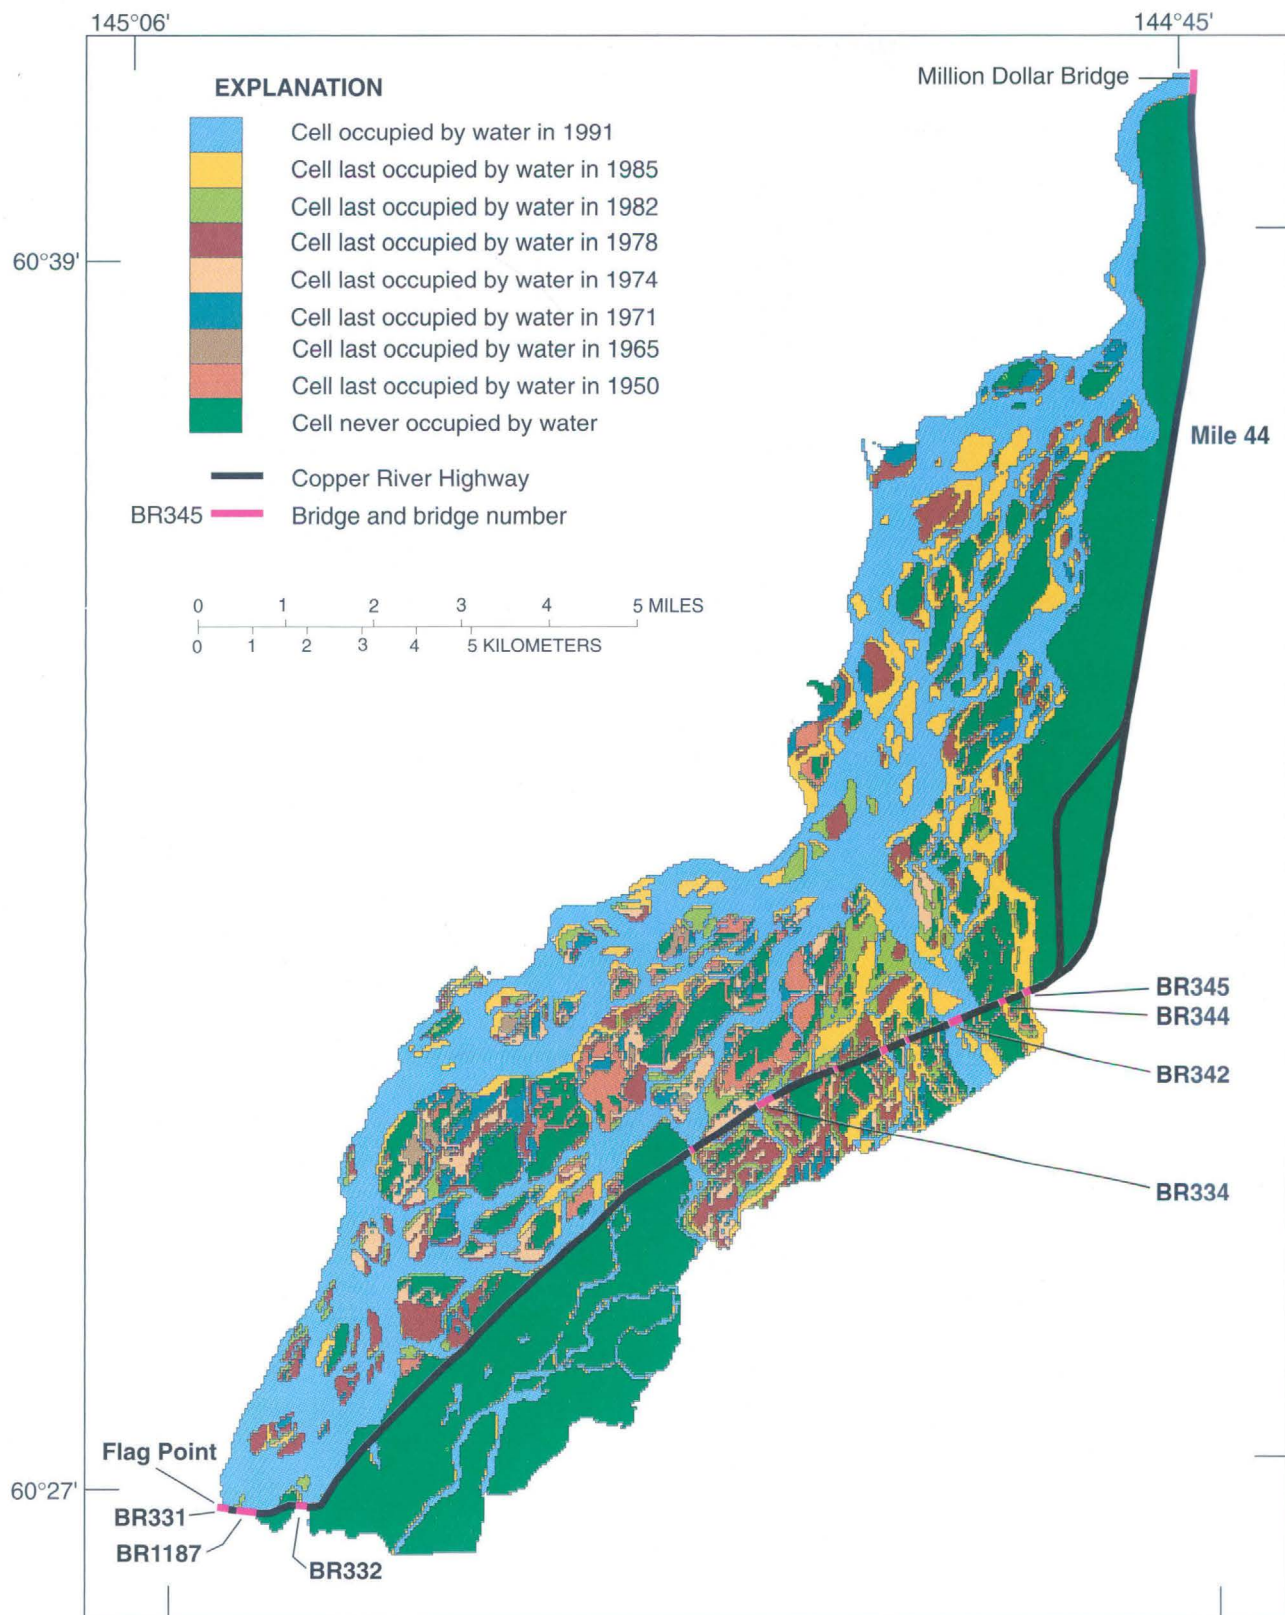 145°06'
144°45'
Million Dollar Bridge
EXPLANATION
Cell occupied by water in 1991
Cell last occupied by water in 1985
Cell last occupied by water in 1982
Cell last occupied by water in 1978
Cell last occupied by water in 1974
Cell last occupied by water in 1971
Cell last occupied by water in 1965
Cell last occupied by water in 1950
Cell never occupied by water
Copper River Highway
BR345 Bridge and bridge number
60°39'
Mile 44
0 1 2 3 4 5 MILES
0 1 2 3 4 5 KILOMETERS
BR345
BR344
BR342
BR334
Flag Point
60°27'
BR331
BR1187
BR332